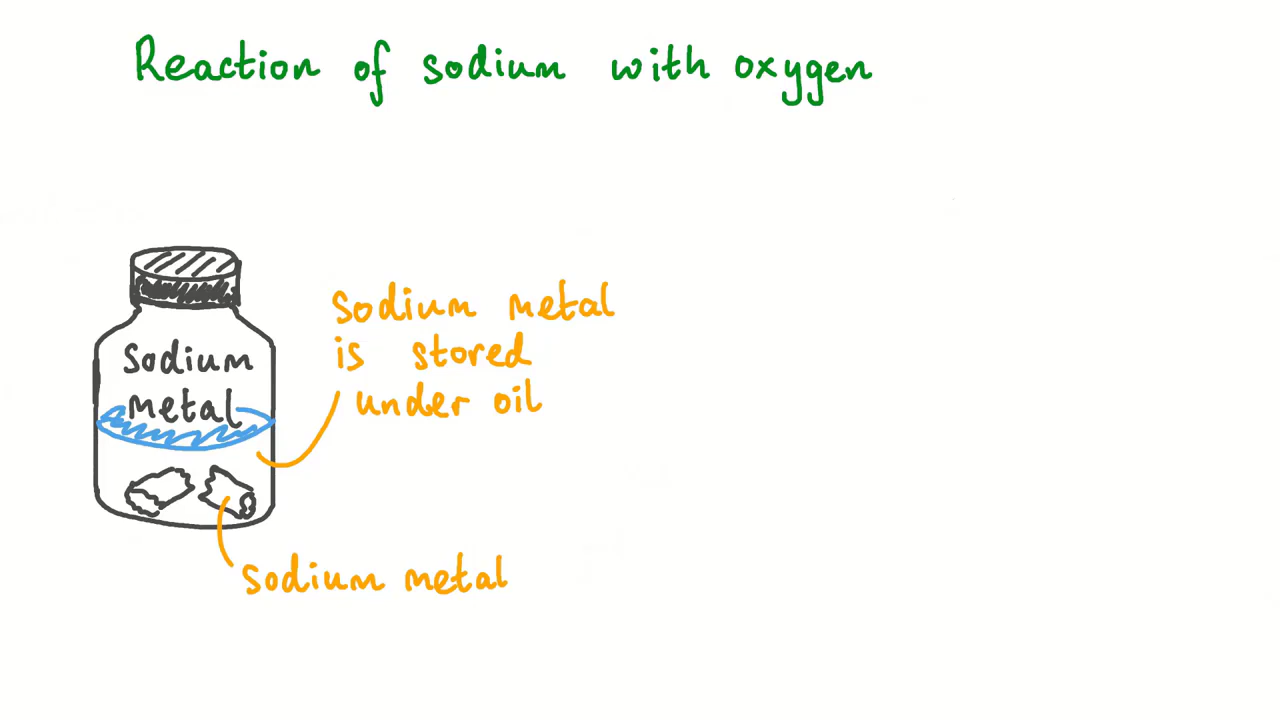 Reaction of sodium with oxygen
sodium
metal
sodium metal
is stored
under oil
sodium metal